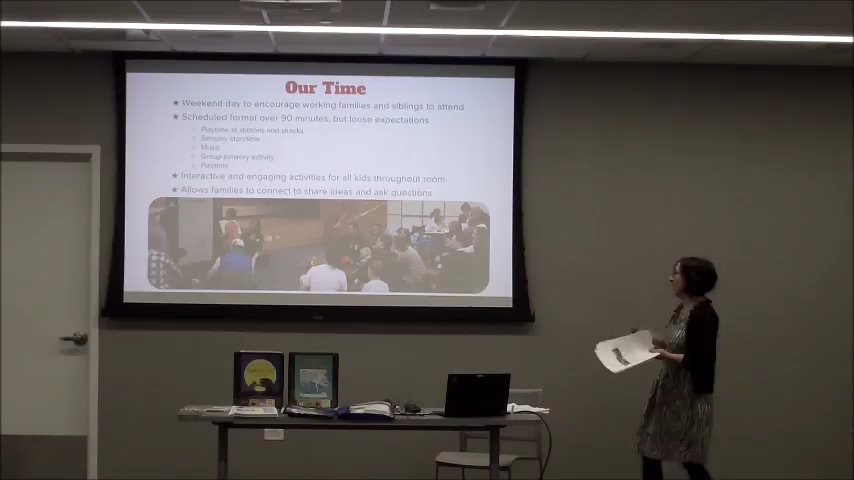 Our Time
★ Weekend day to encourage working families and siblings to attend
★ Scheduled format over 90 minutes, but loose expectations
○ Playtime at stations and snacks
○ Sensory storytime
○ Music
○ Group sensory activity
○ Playtime
★ Interactive and engaging activities for all kids throughout room
★ Allows families to connect to share ideas and ask questions